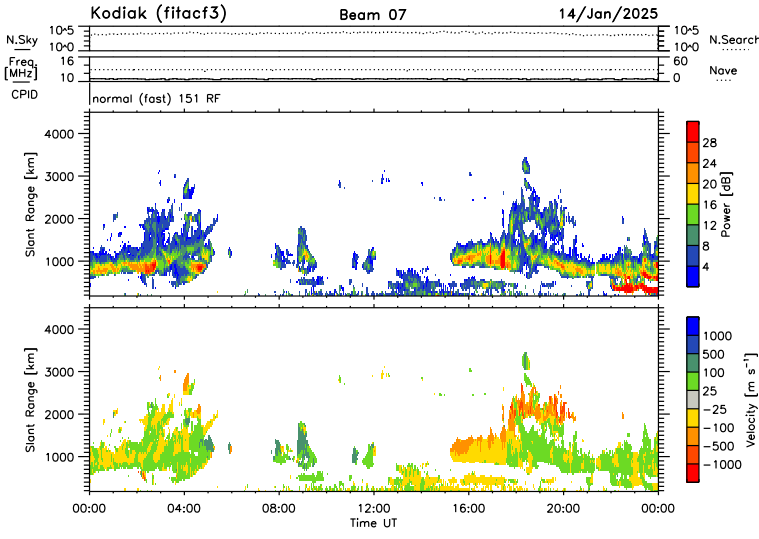 Kodiak (fitacf3) Beam 07 14/Jan/2025
N.Sky 10^5 10^0 10^5 10^0 N.Search
Freq. [MHz] 16 10 60 0 Nave
CPID normal (fast) 151 RF
Slant Range [km]
4000
3000
2000
1000
28
24
20
16
12
8
4
Power [dB]
Slant Range [km]
4000
3000
2000
1000
1000
500
100
25
-25
-100
-500
-1000
Velocity [m s^-1]
00:00 04:00 08:00 12:00 16:00 20:00 00:00
Time UT